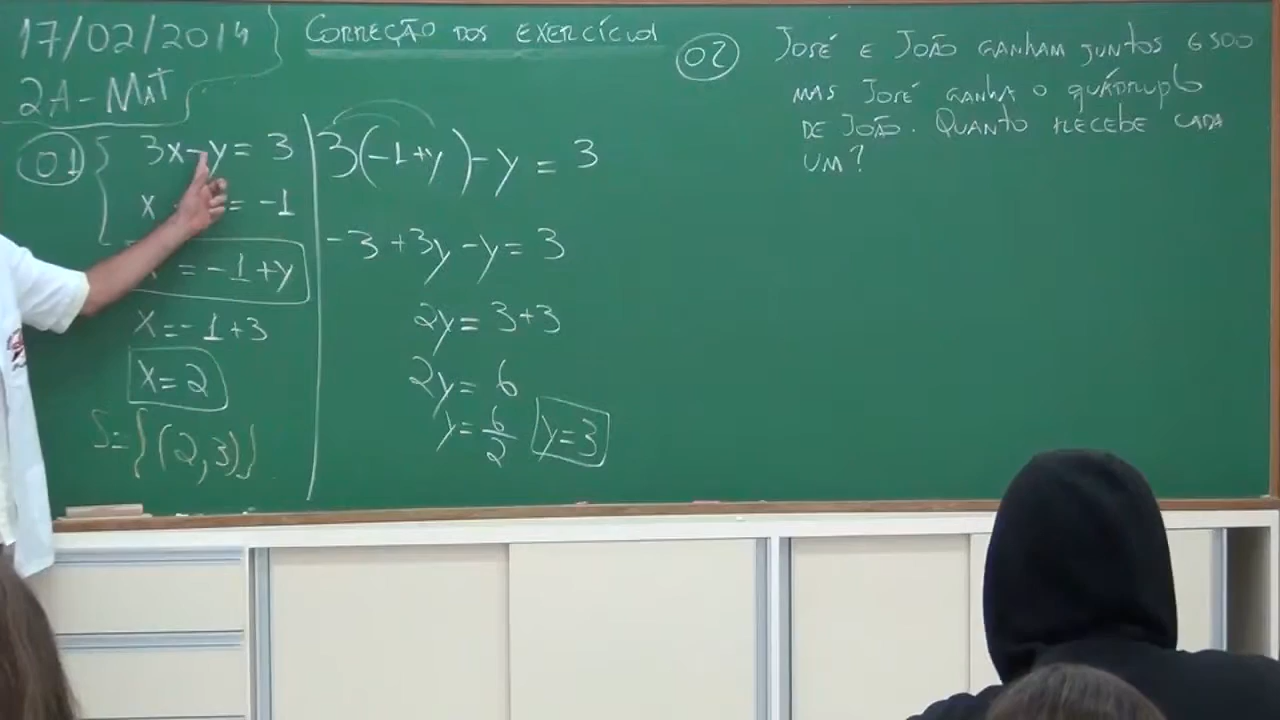 17/02/2014
2A-MAT
CORREÇÃO DOS EXERCÍCIOS
01
3x-y=3
x = -1
x = -1+y
x=-1+3
x=2
S={(2,3)}
3(-1+y)-y=3
-3+3y-y=3
2y=3+3
2y=6
y=6/2 y=3
02
JOSÉ E JOÃO GANHAM JUNTOS 6500
MAS JOSÉ GANHA O QUÁDRUPLO
DE JOÃO. QUANTO RECEBE CADA
UM?